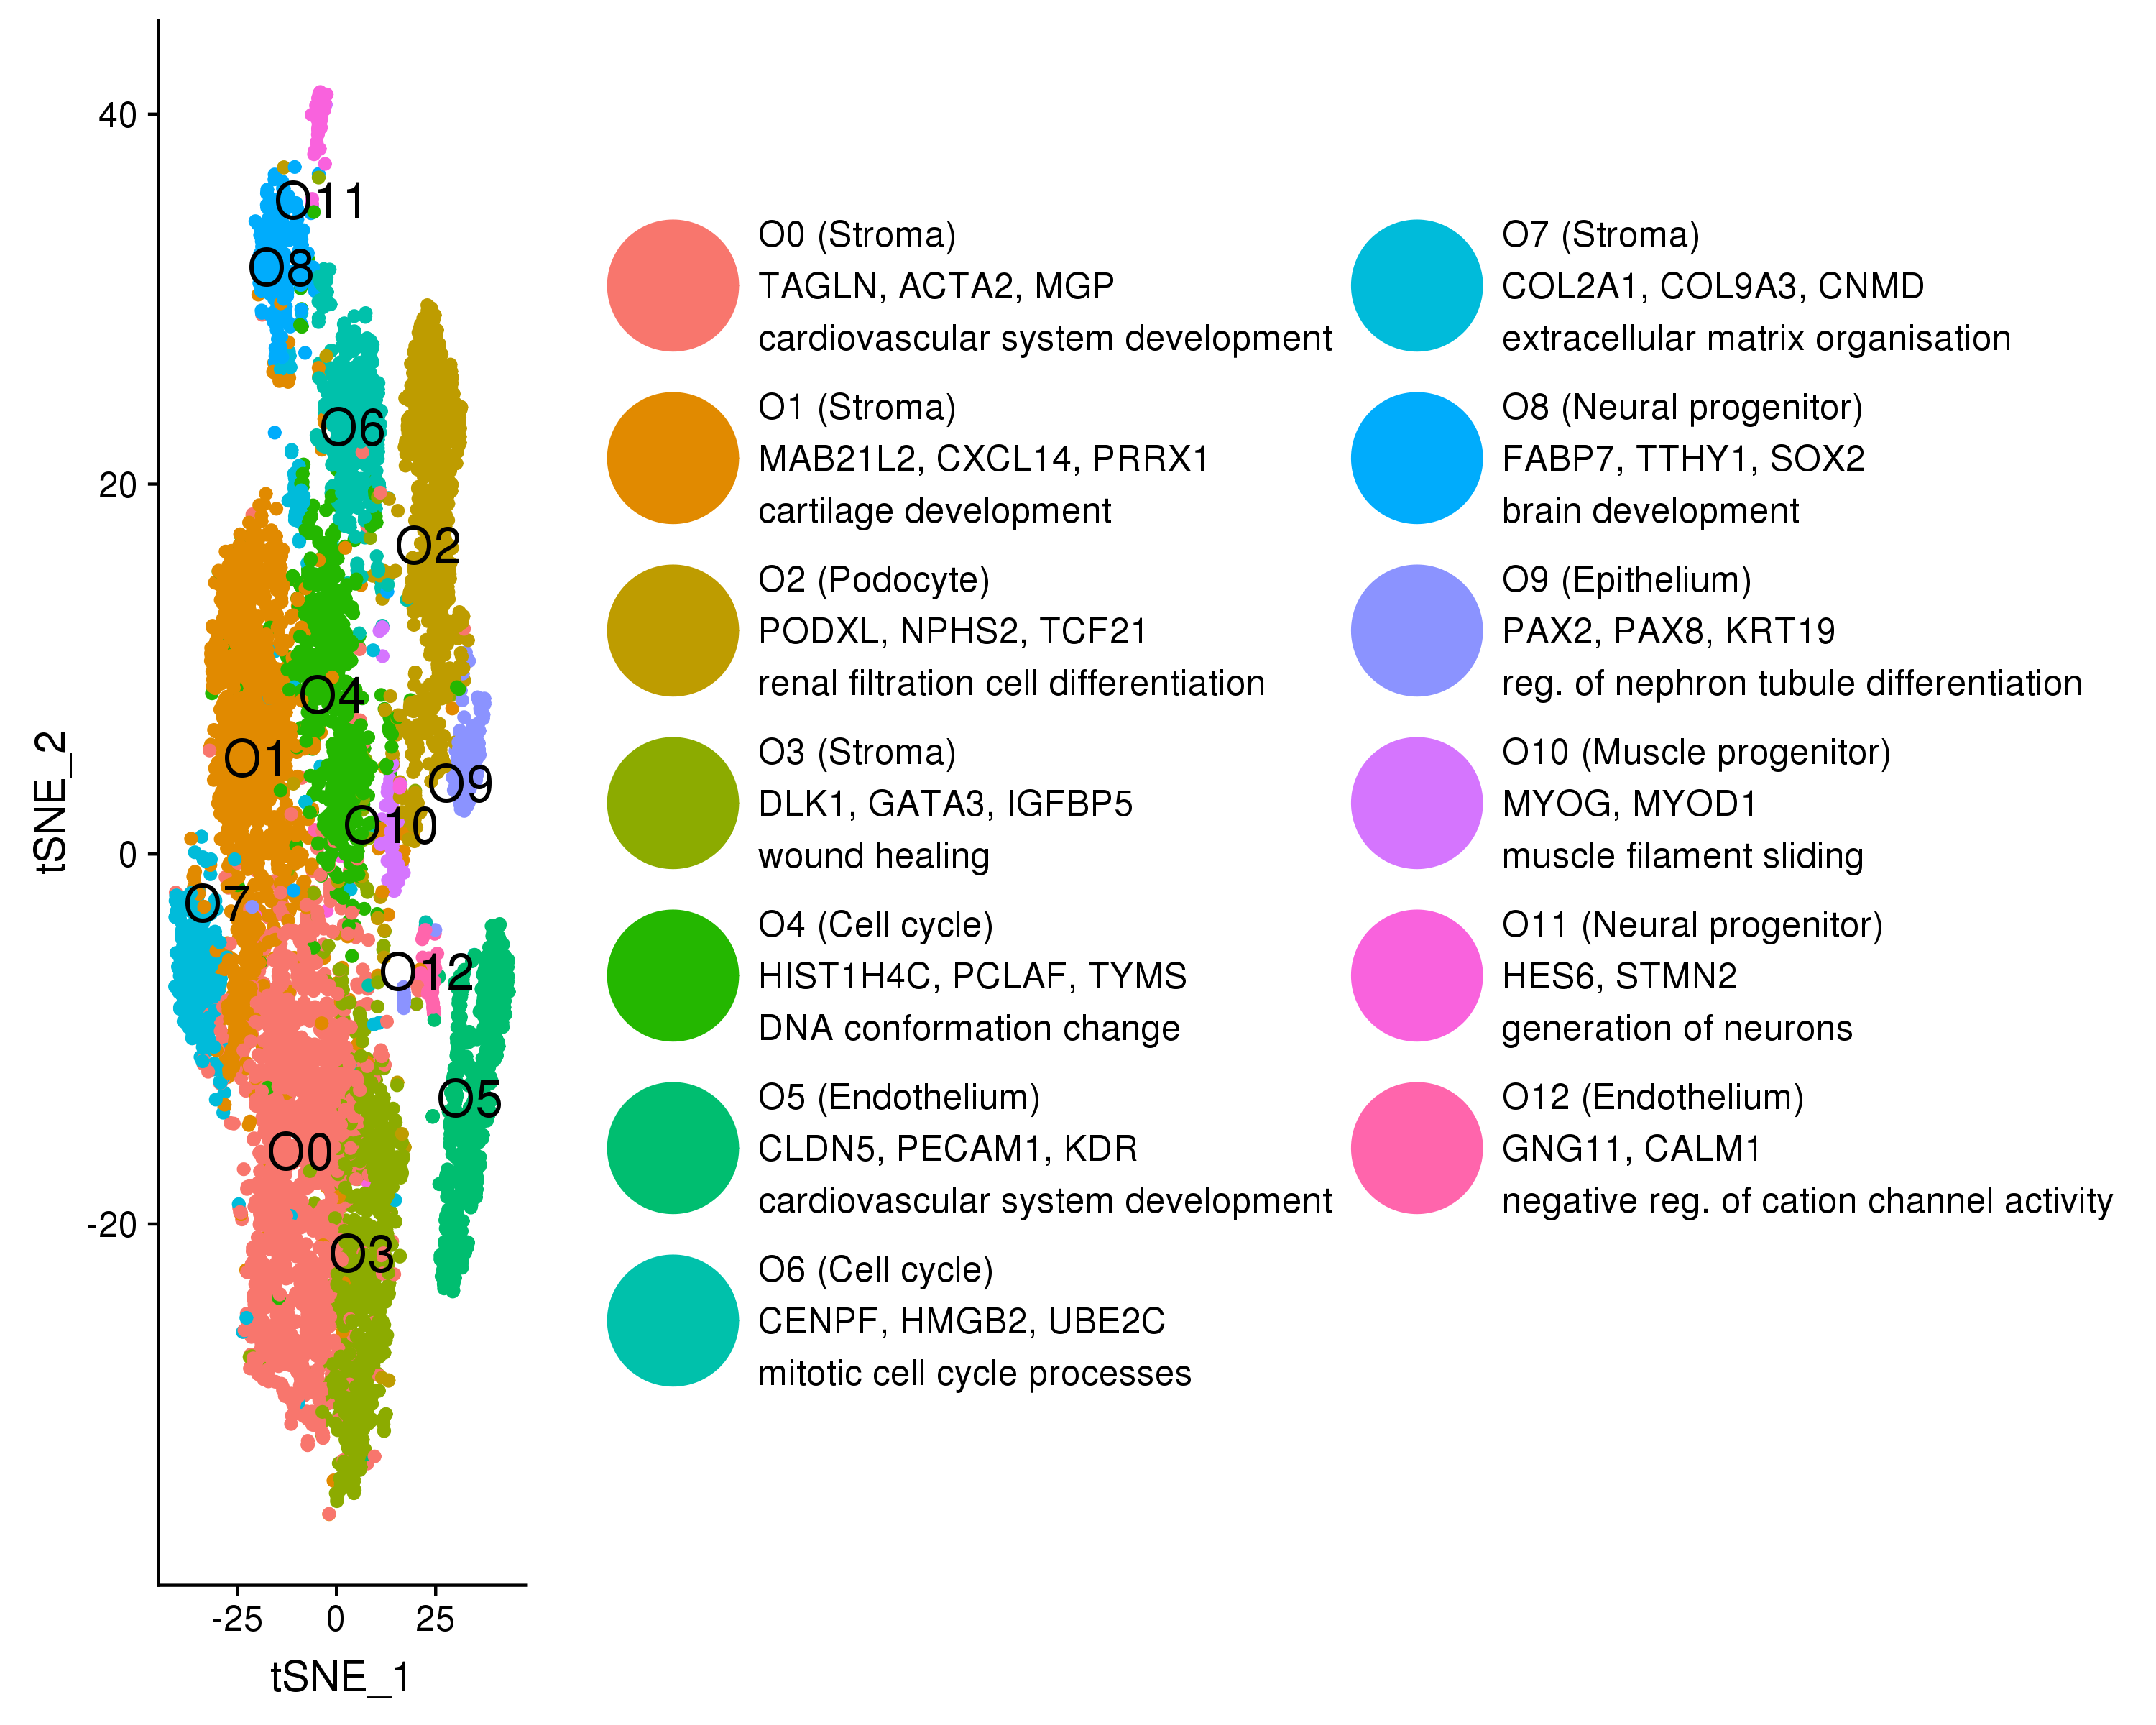 40
20
0
-20
tSNE_2
-25
0
25
tSNE_1
O11
O8
O6
O2
O4
O1
O9
O10
O7
O12
O5
O0
O3
O0 (Stroma)
TAGLN, ACTA2, MGP
cardiovascular system development
O1 (Stroma)
MAB21L2, CXCL14, PRRX1
cartilage development
O2 (Podocyte)
PODXL, NPHS2, TCF21
renal filtration cell differentiation
O3 (Stroma)
DLK1, GATA3, IGFBP5
wound healing
O4 (Cell cycle)
HIST1H4C, PCLAF, TYMS
DNA conformation change
O5 (Endothelium)
CLDN5, PECAM1, KDR
cardiovascular system development
O6 (Cell cycle)
CENPF, HMGB2, UBE2C
mitotic cell cycle processes
O7 (Stroma)
COL2A1, COL9A3, CNMD
extracellular matrix organisation
O8 (Neural progenitor)
FABP7, TTHY1, SOX2
brain development
O9 (Epithelium)
PAX2, PAX8, KRT19
reg. of nephron tubule differentiation
O10 (Muscle progenitor)
MYOG, MYOD1
muscle filament sliding
O11 (Neural progenitor)
HES6, STMN2
generation of neurons
O12 (Endothelium)
GNG11, CALM1
negative reg. of cation channel activity